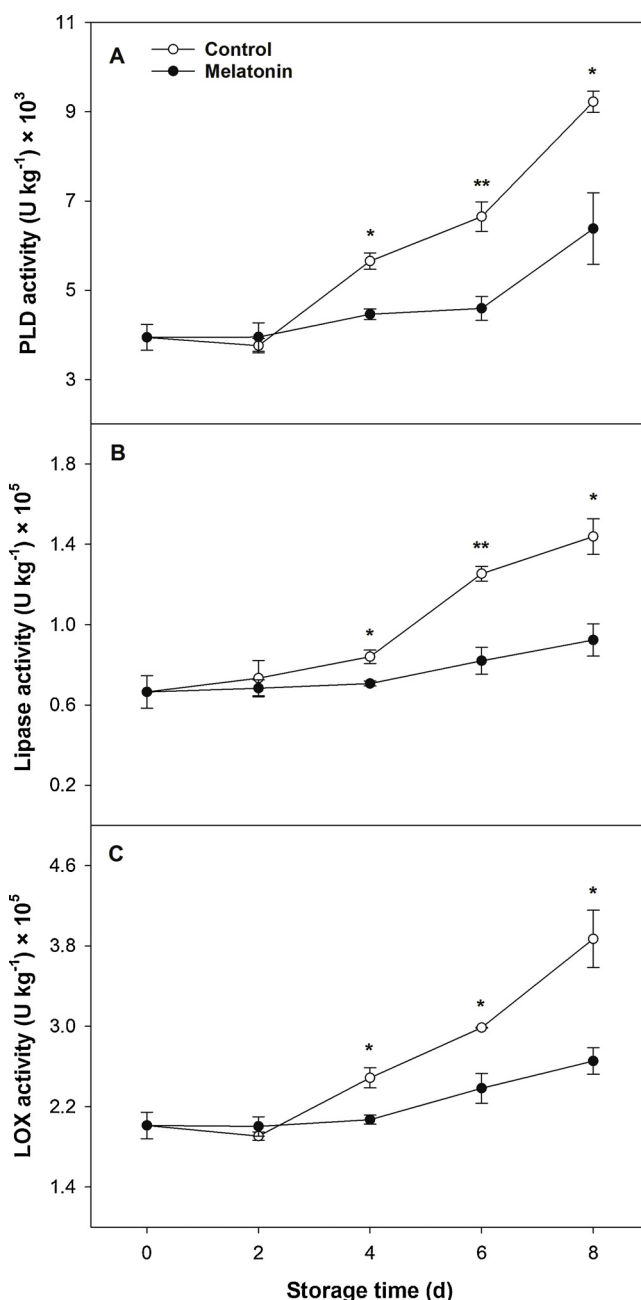 A
Control
Melatonin
PLD activity (U kg⁻¹) × 10³
11
9
7
5
3
*
**
*
B
Lipase activity (U kg⁻¹) × 10⁵
1.8
1.4
1.0
0.6
0.2
*
**
*
C
LOX activity (U kg⁻¹) × 10⁵
4.6
3.8
3.0
2.2
1.4
*
*
*
0 2 4 6 8
Storage time (d)